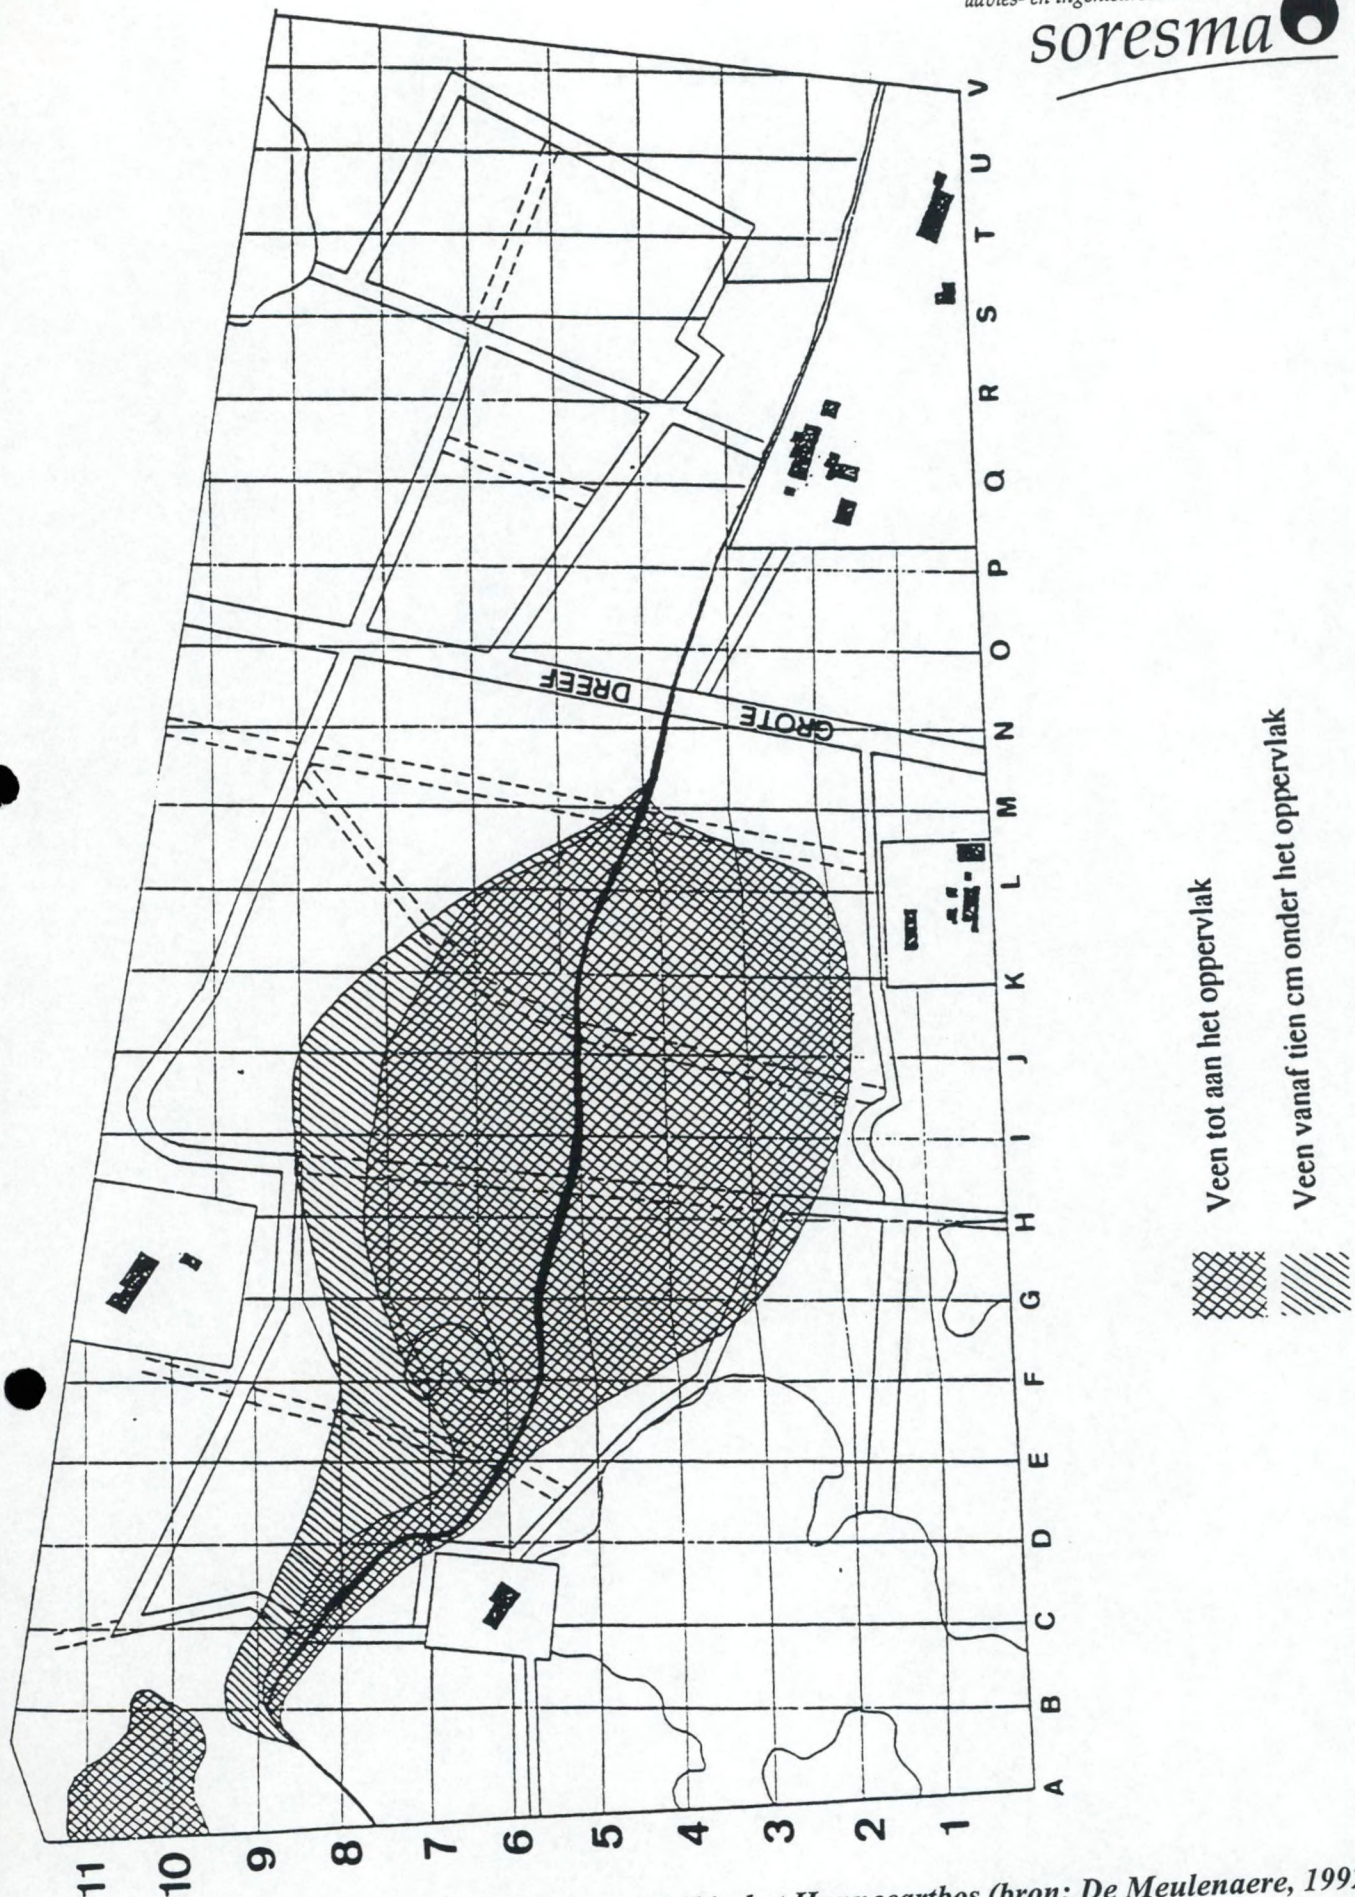 soresma
V
U
T
S
R
Q
P
O
N
M
L
K
J
I
H
G
F
E
D
C
B
A
GROTE DREEF
11
10
9
8
7
6
5
4
3
2
1
Veen tot aan het oppervlak
Veen vanaf tien cm onder het oppervlak
het (bron: De Meulenaere, 199